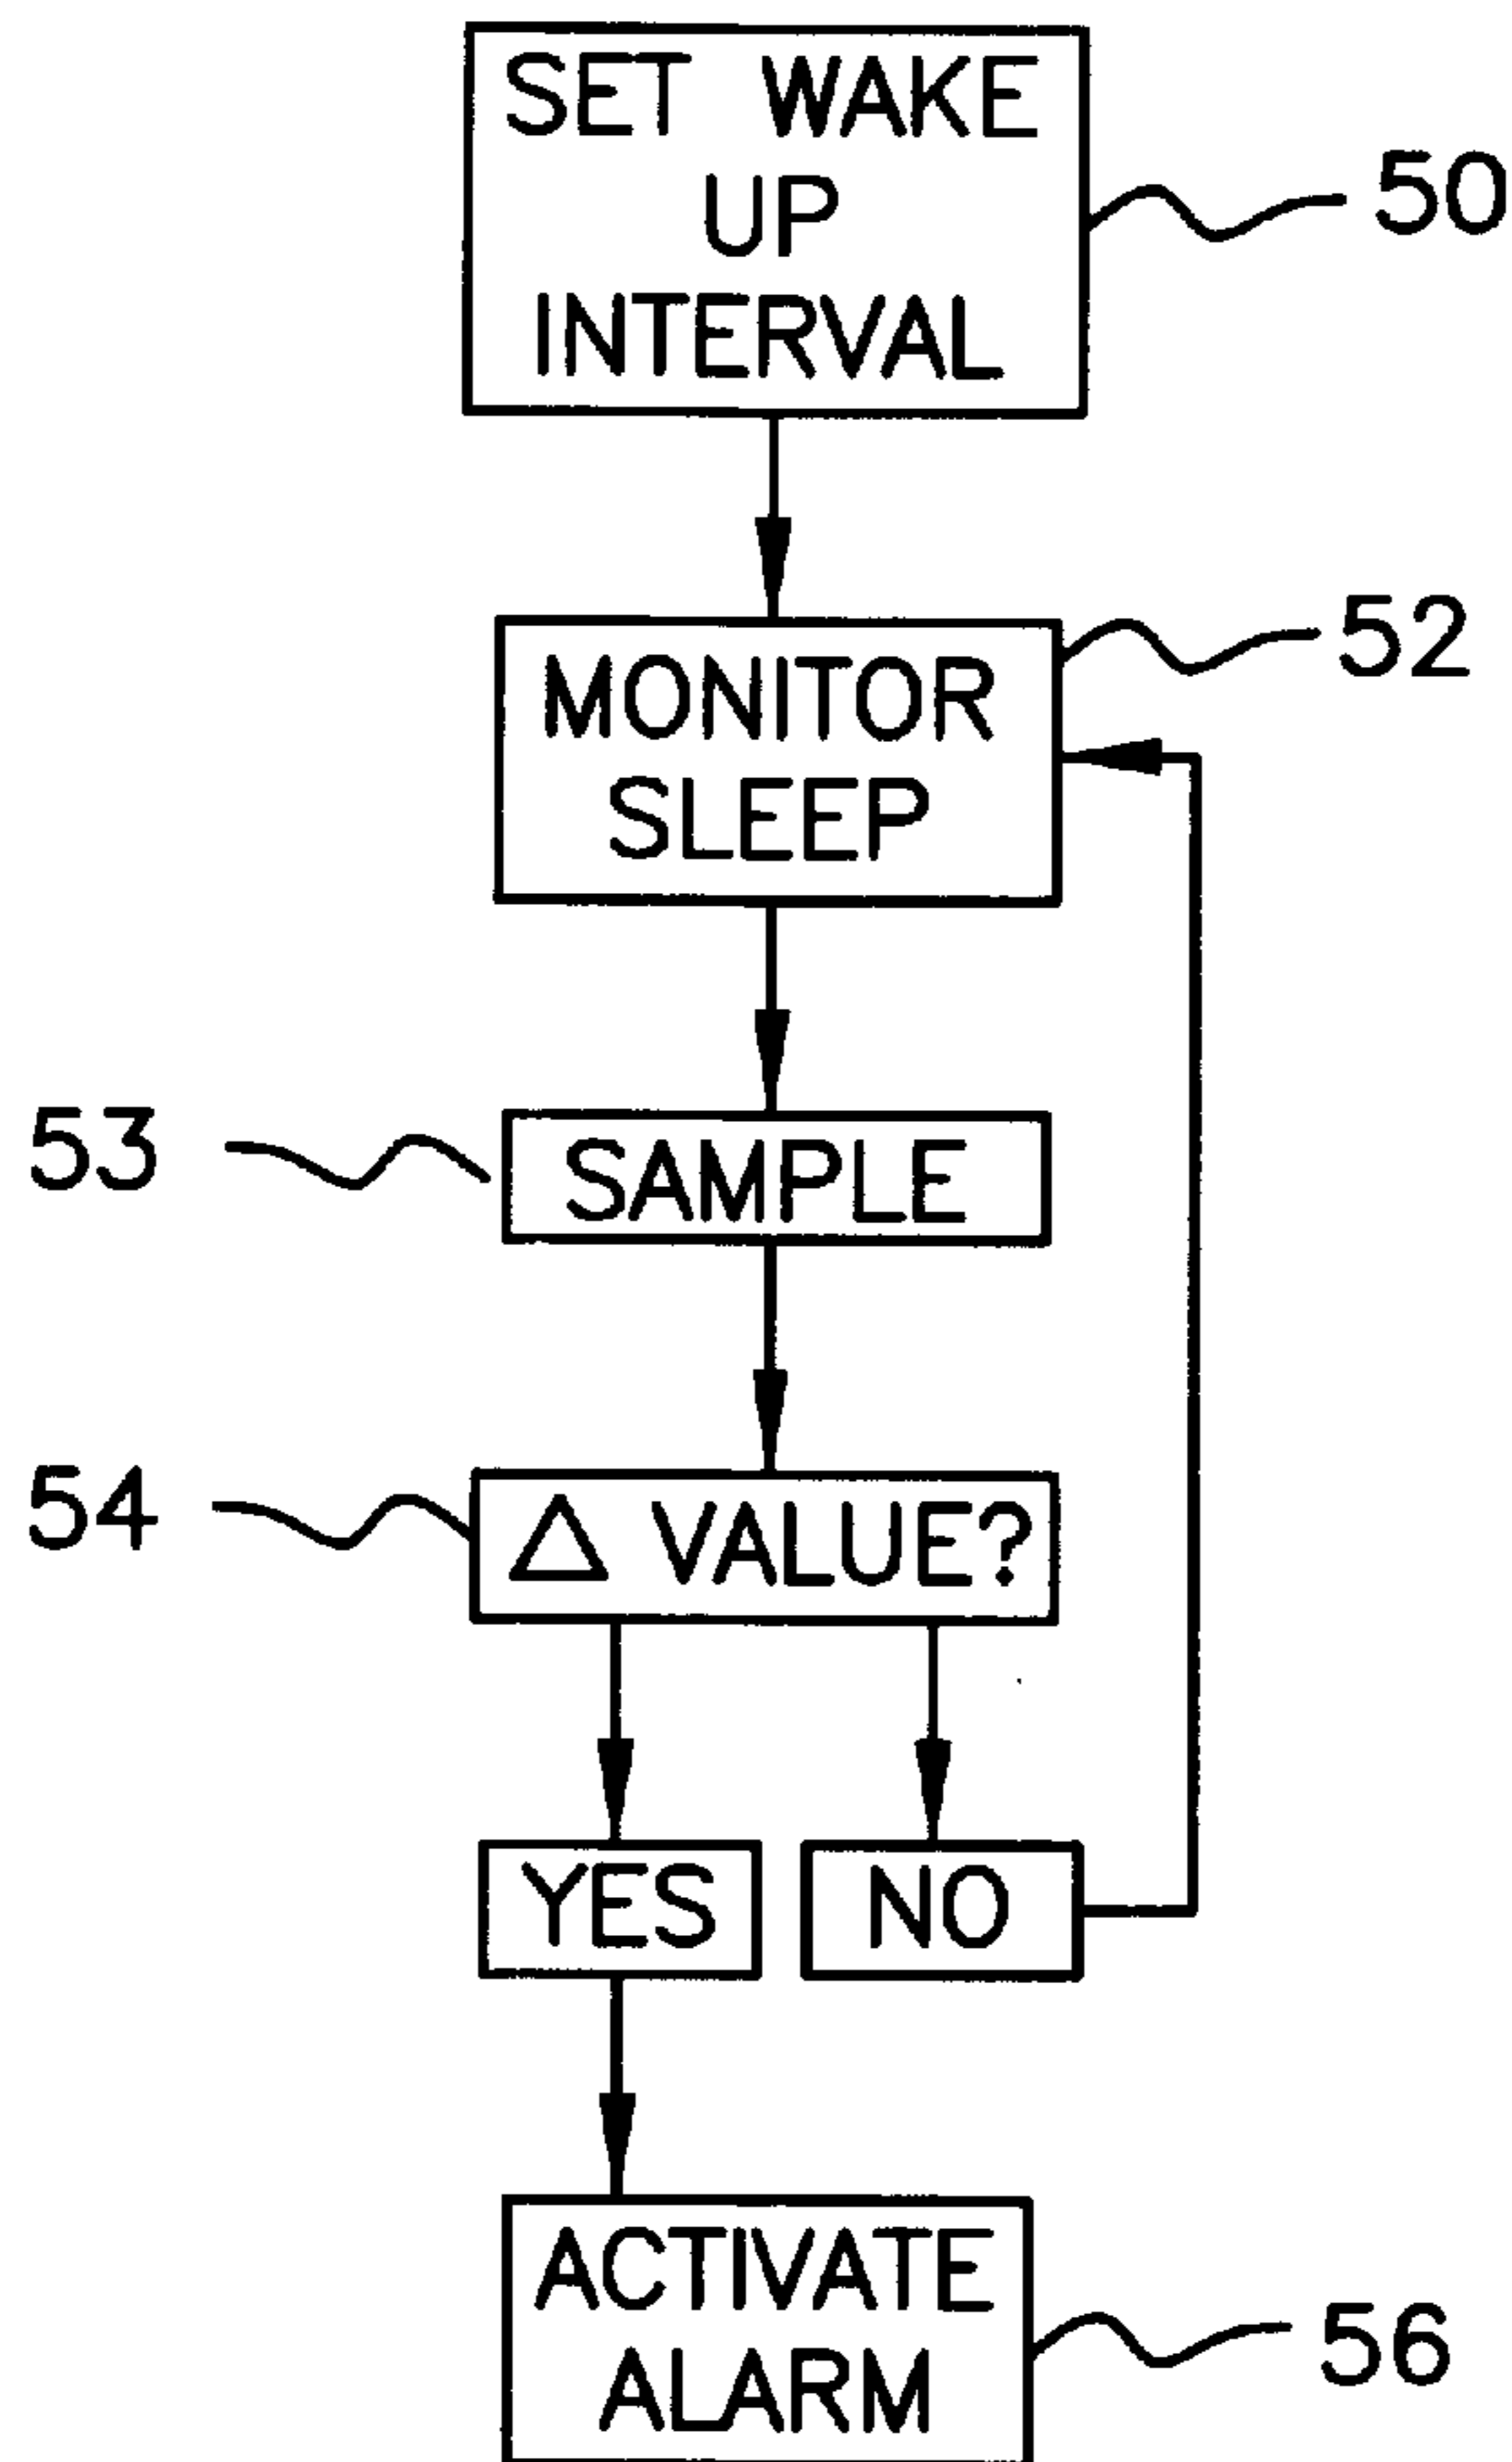 SET WAKE
UP
INTERVAL
50
MONITOR
SLEEP
52
53
SAMPLE
54
△ VALUE?
YES
NO
ACTIVATE
ALARM
56